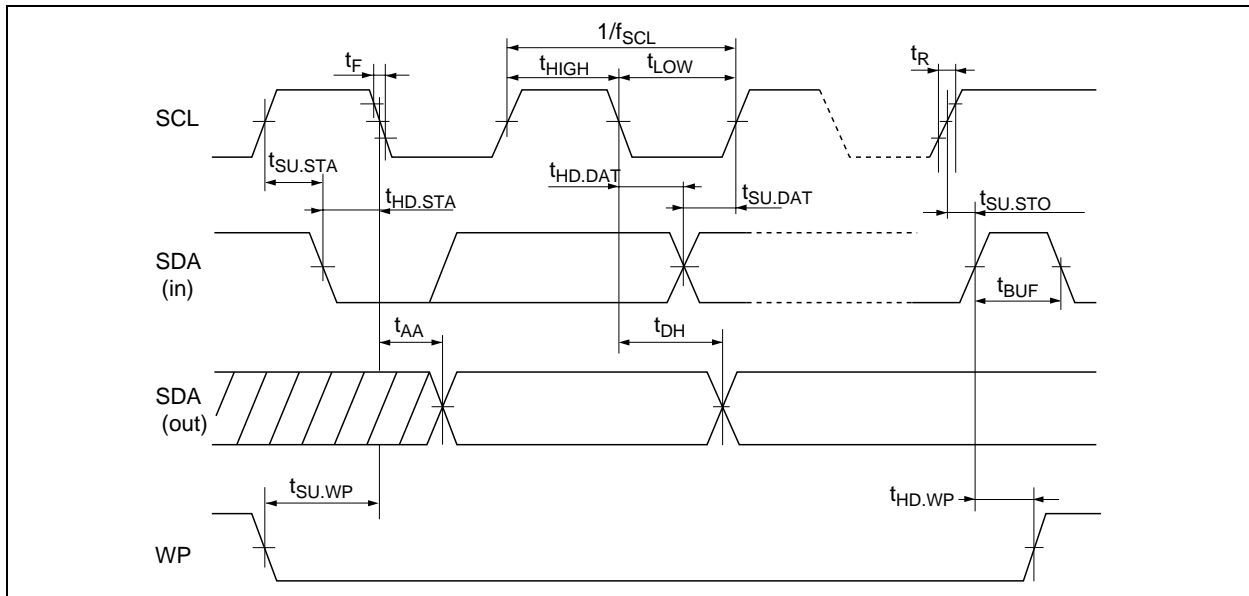 1/fSCL
tF
tHIGH
tLOW
tR
SCL
tSU.STA
tHD.STA
tHD.DAT
tSU.DAT
tSU.STO
SDA
(in)
tBUF
tAA
tDH
SDA
(out)
tSU.WP
tHD.WP
WP